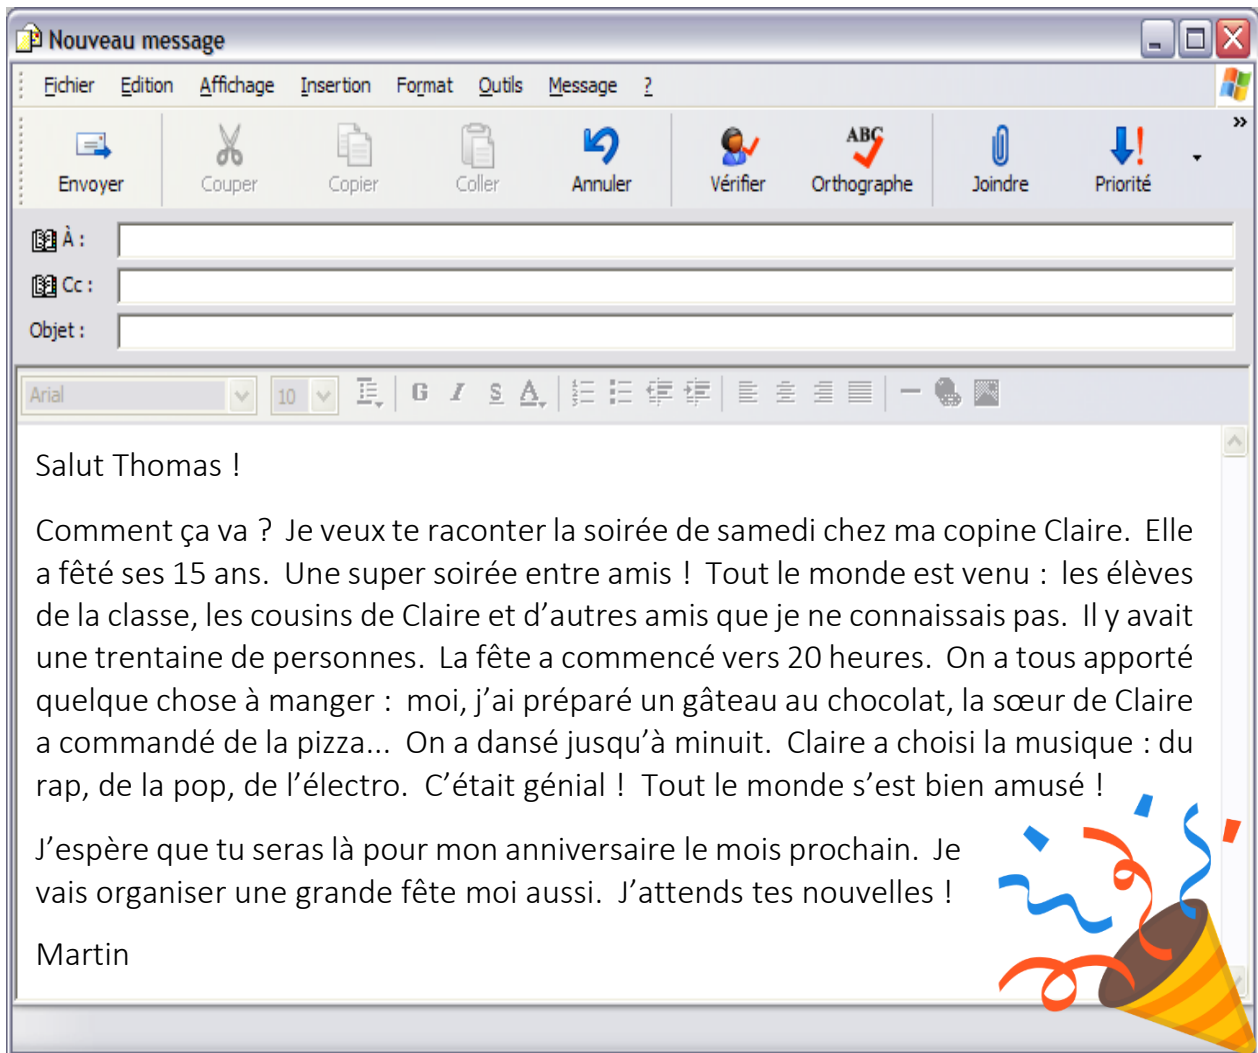 Nouveau message
Fichier Edition Affichage Insertion Format Outils Message ?
»
ABC
Envoyer Couper Copier Coller Annuler Vérifier Orthographe Joindre Priorité
À :
Cc :
Objet :
Arial 10 G I S A
Salut Thomas !
Comment ça va ? Je veux te raconter la soirée de samedi chez ma copine Claire. Elle
a fêté ses 15 ans. Une super soirée entre amis ! Tout le monde est venu : les élèves
de la classe, les cousins de Claire et d’autres amis que je ne connaissais pas. Il y avait
une trentaine de personnes. La fête a commencé vers 20 heures. On a tous apporté
quelque chose à manger : moi, j’ai préparé un gâteau au chocolat, la sœur de Claire
a commandé de la pizza... On a dansé jusqu’à minuit. Claire a choisi la musique : du
rap, de la pop, de l’électro. C’était génial ! Tout le monde s’est bien amusé !
J’espère que tu seras là pour mon anniversaire le mois prochain. Je
vais organiser une grande fête moi aussi. J’attends tes nouvelles !
Martin